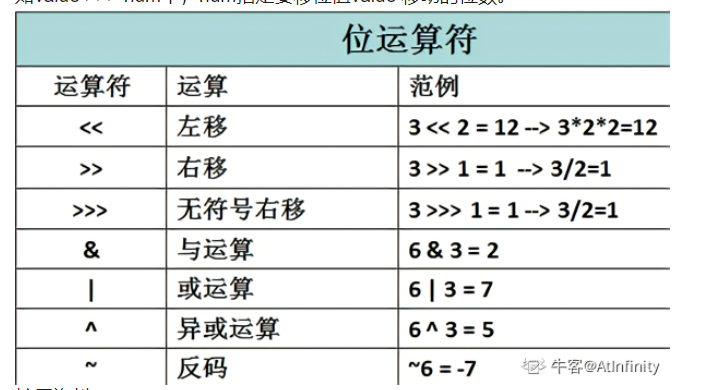 位运算符
运算符 运算 范例
<< 左移 3 << 2 = 12 --> 3*2*2=12
>> 右移 3 >> 1 = 1 --> 3/2=1
>>> 无符号右移 3 >>> 1 = 1 --> 3/2=1
& 与运算 6 & 3 = 2
| 或运算 6 | 3 = 7
^ 异或运算 6 ^ 3 = 5
~ 反码 ~6 = -7
牛客@AtInfinity